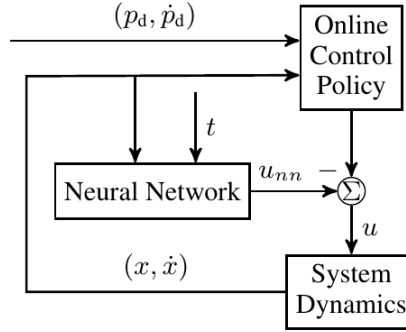 (p_d, ṗ_d)
Online
Control
Policy
t
Neural Network
u_nn
−
Σ
u
(x, ẋ)
System
Dynamics